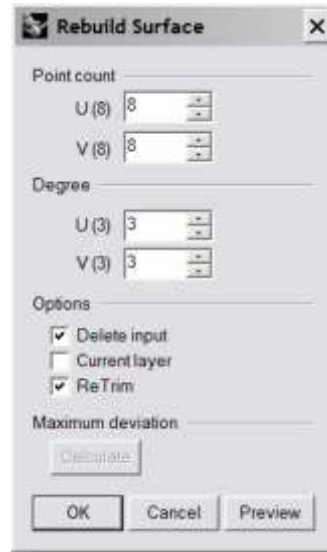 Rebuild Surface
Point count
U (8) 8
V (8) 8
Degree
U (3) 3
V (3) 3
Options
Delete input
Current layer
ReTrim
Maximum deviation
Calculate
OK Cancel Preview